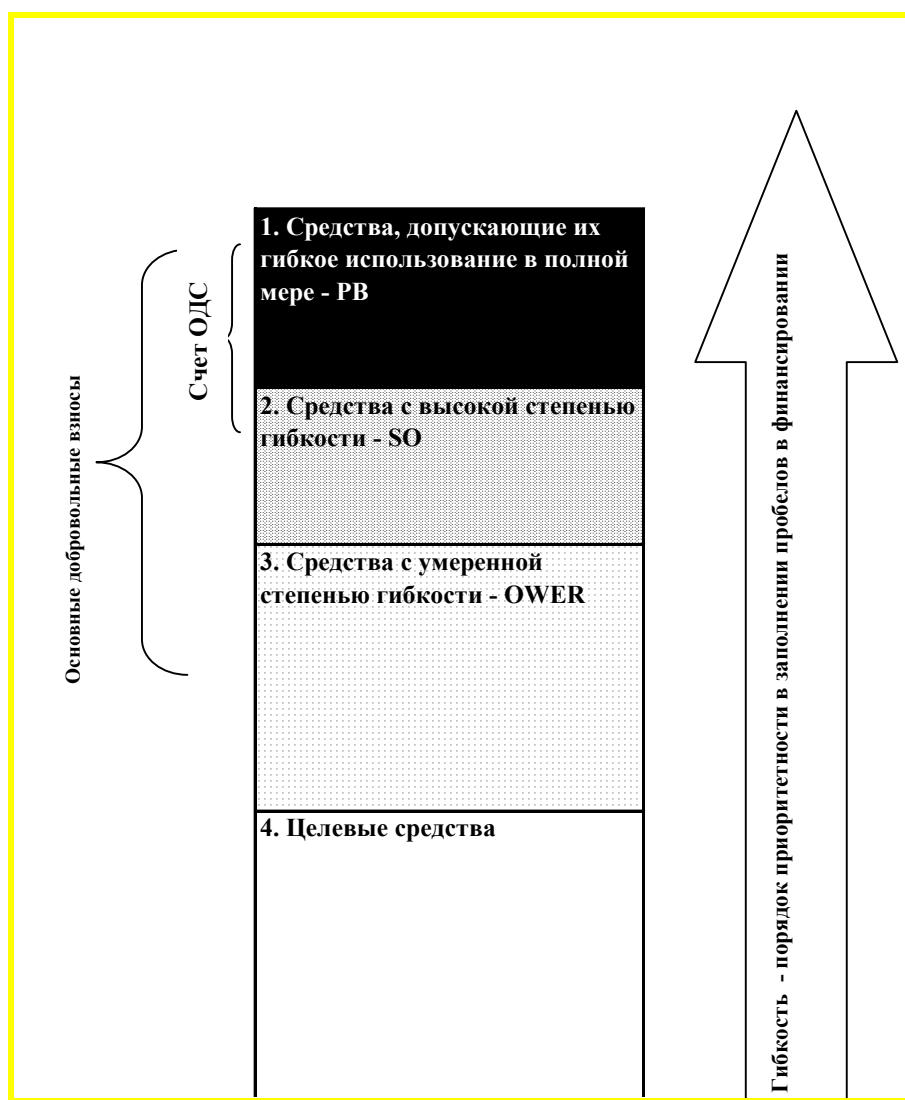 Основные добровольные взносы
Счет ОДС
1. Средства, допускающие их
гибкое использование в полной
мере - PB
2. Средства с высокой степенью
гибкости - SO
3. Средства с умеренной
степенью гибкости - OWER
4. Целевые средства
Гибкость - порядок приоритетности в заполнении пробелов в финансировании